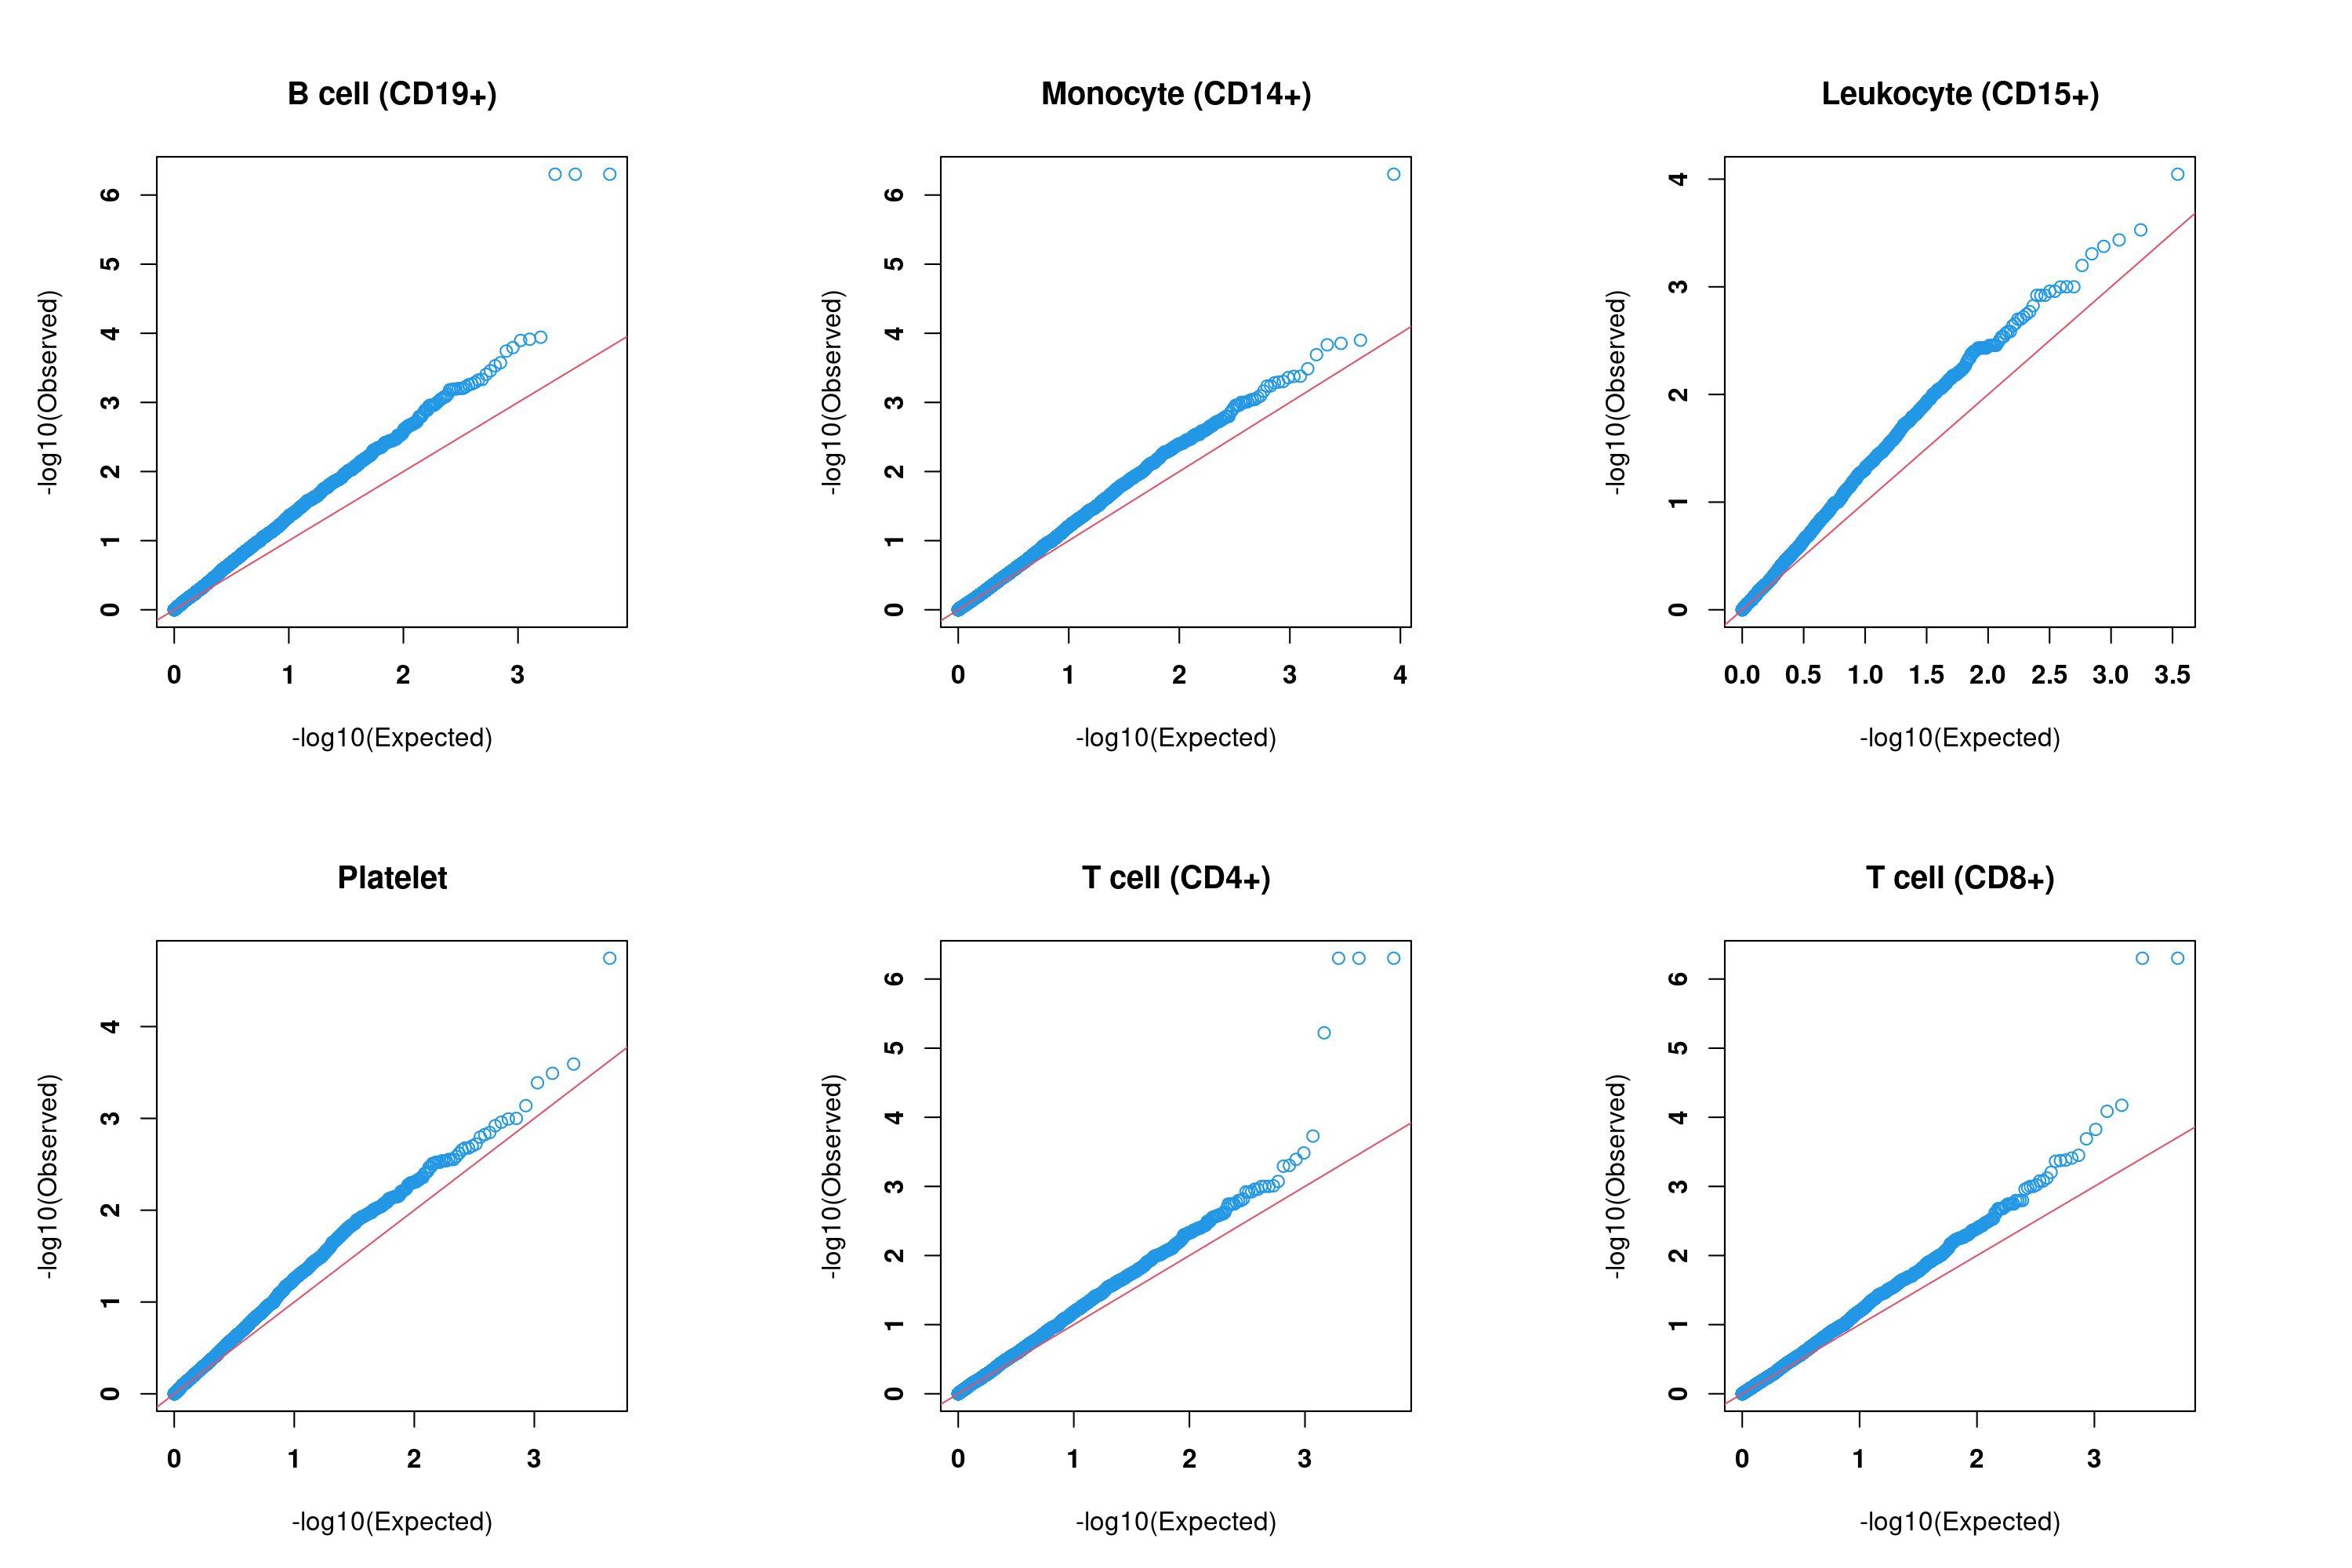 B cell (CD19+)
-log10(Observed)
0 1 2 3 4 5 6
0 1 2 3
-log10(Expected)
Monocyte (CD14+)
-log10(Observed)
0 1 2 3 4 5 6
0 1 2 3 4
-log10(Expected)
Leukocyte (CD15+)
-log10(Observed)
0 1 2 3 4
0.0 0.5 1.0 1.5 2.0 2.5 3.0 3.5
-log10(Expected)
Platelet
-log10(Observed)
0 1 2 3 4
0 1 2 3
-log10(Expected)
T cell (CD4+)
-log10(Observed)
0 1 2 3 4 5 6
0 1 2 3
-log10(Expected)
T cell (CD8+)
-log10(Observed)
0 1 2 3 4 5 6
0 1 2 3
-log10(Expected)